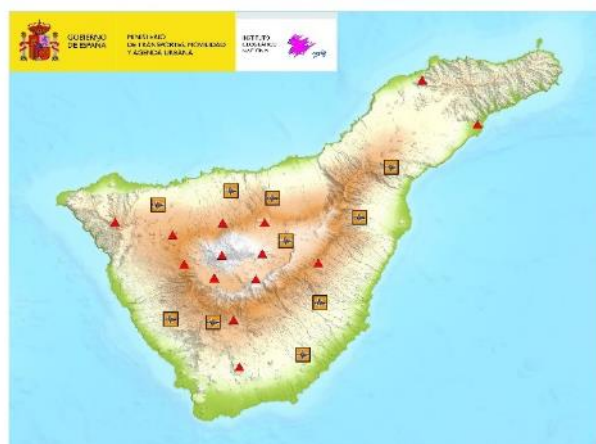 GOBIERNO
DE ESPAÑA
MINISTERIO
DE TRANSPORTES, MOVILIDAD
Y AGENDA URBANA
INSTITUTO
GEOGRÁFICO
NACIONAL